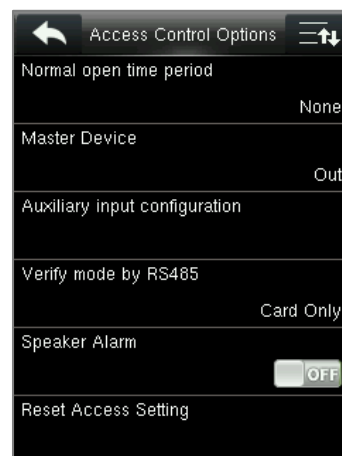 Access Control Options
Normal open time period
None
Master Device
Out
Auxiliary input configuration
Verify mode by RS485
Card Only
Speaker Alarm
OFF
Reset Access Setting